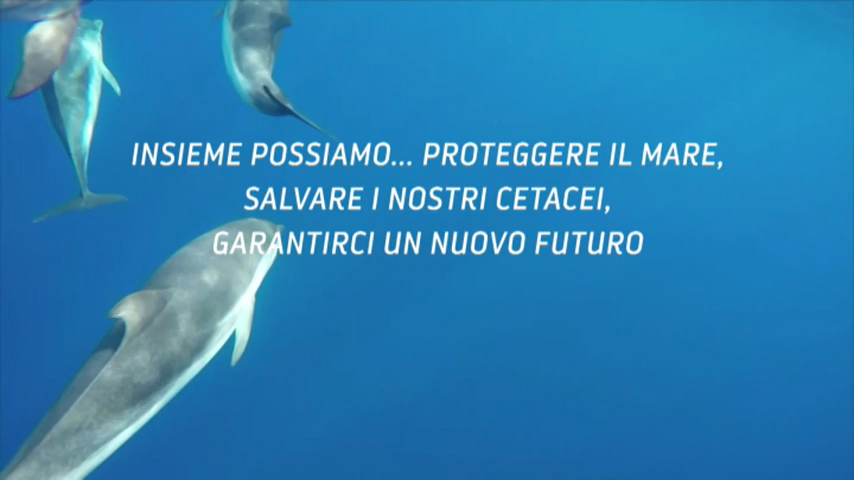 INSIEME POSSIAMO... PROTEGGERE IL MARE,
SALVARE I NOSTRI CETACEI,
GARANTIRCI UN NUOVO FUTURO